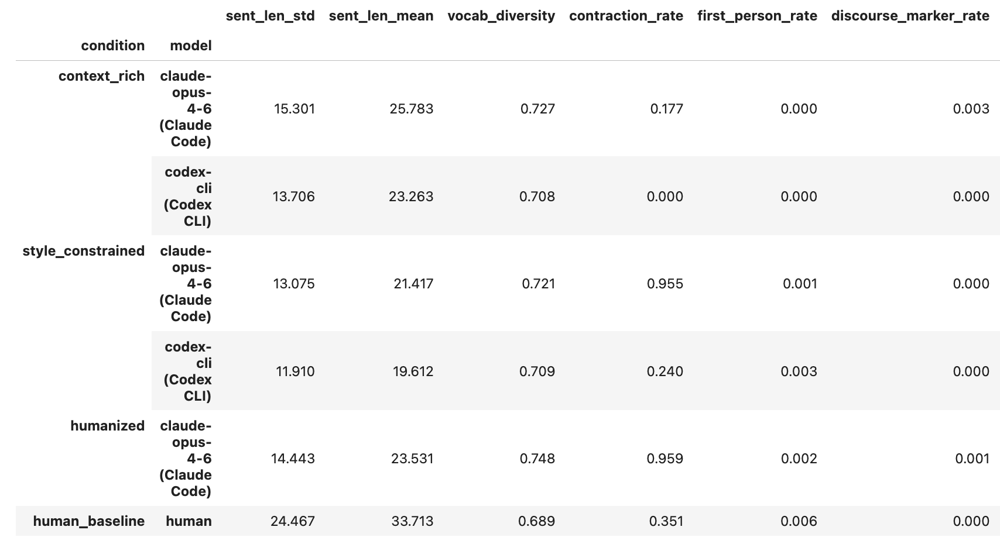 sent_len_std sent_len_mean vocab_diversity contraction_rate first_person_rate discourse_marker_rate
condition model
context_rich claude-
opus-
4-6 15.301 25.783 0.727 0.177 0.000 0.003
(Claude
Code)
codex-
cli
(Codex 13.706 23.263 0.708 0.000 0.000 0.000
CLI)
style_constrained claude-
opus-
4-6 13.075 21.417 0.721 0.955 0.001 0.000
(Claude
Code)
codex-
cli
(Codex 11.910 19.612 0.709 0.240 0.003 0.000
CLI)
humanized claude-
opus-
4-6 14.443 23.531 0.748 0.959 0.002 0.001
(Claude
Code)
human_baseline human 24.467 33.713 0.689 0.351 0.006 0.000